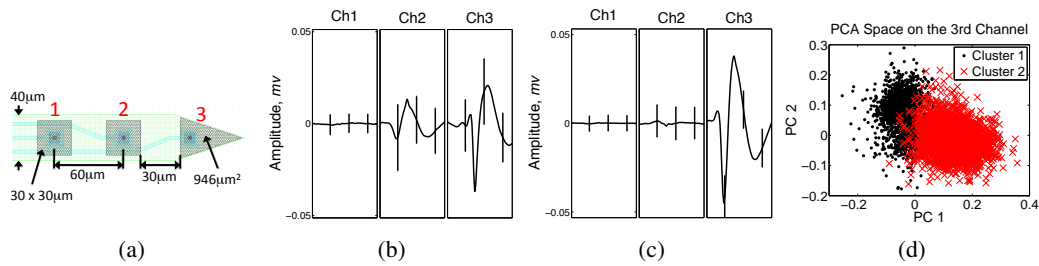 40μm
1
2
3
60μm
30μm
946μm²
30 x 30μm
(a)
Ch1 Ch2 Ch3
0.05
0
−0.05
Amplitude, mv
(b)
Ch1 Ch2 Ch3
0.05
0
−0.05
Amplitude, mv
(c)
PCA Space on the 3rd Channel
Cluster 1
Cluster 2
0.3
0.2
0.1
0
−0.1
−0.2
PC 2
−0.4 −0.2 0 0.2 0.4
PC 1
(d)